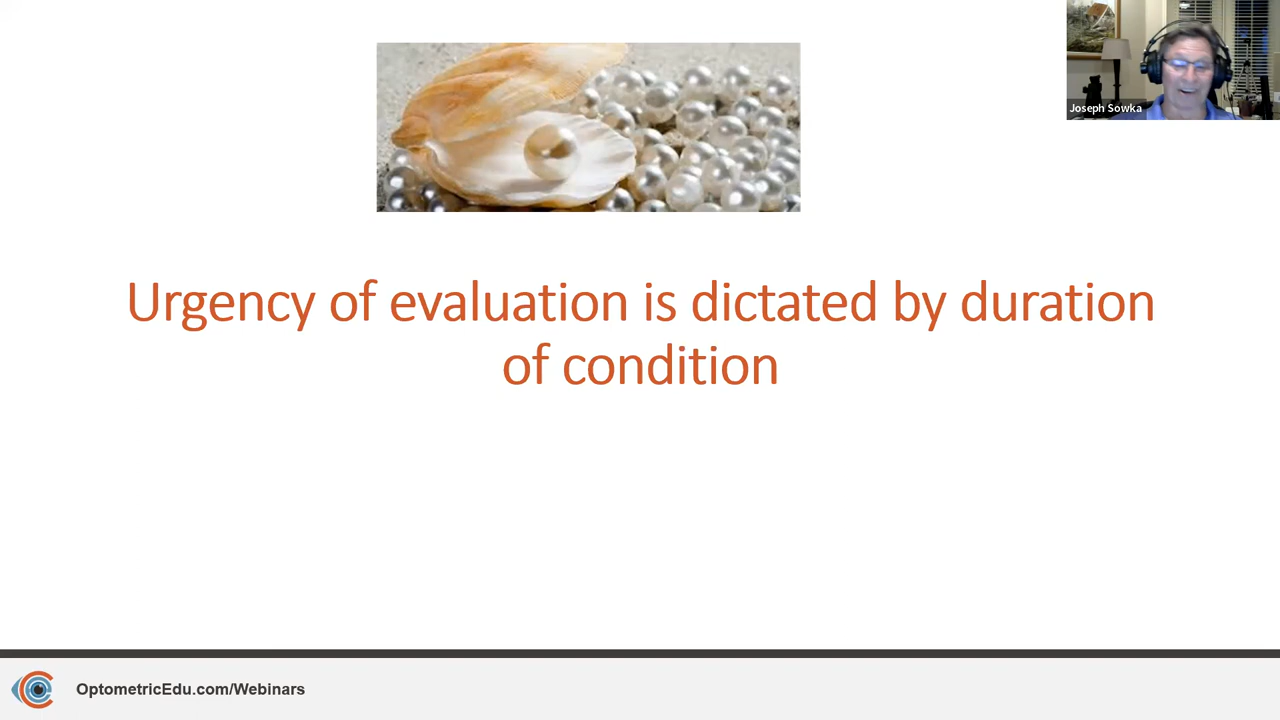 Joseph Sowka
Urgency of evaluation is dictated by duration
of condition
OptometricEdu.com/Webinars